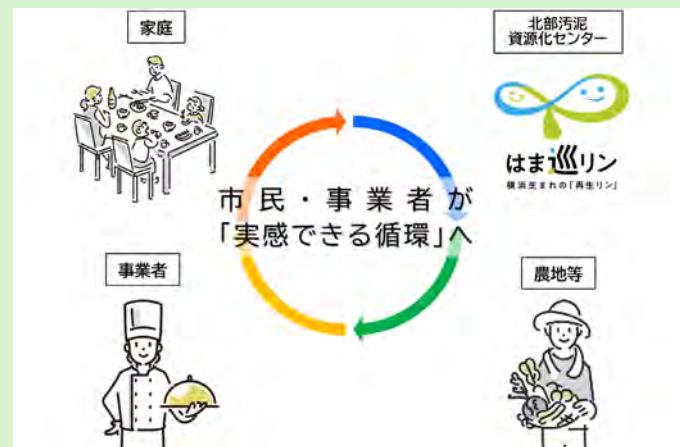 家庭
北部汚泥
資源化センター
はま巡リン
横浜生まれの「再生リン」
市民・事業者が
「実感できる循環」へ
事業者
農地等